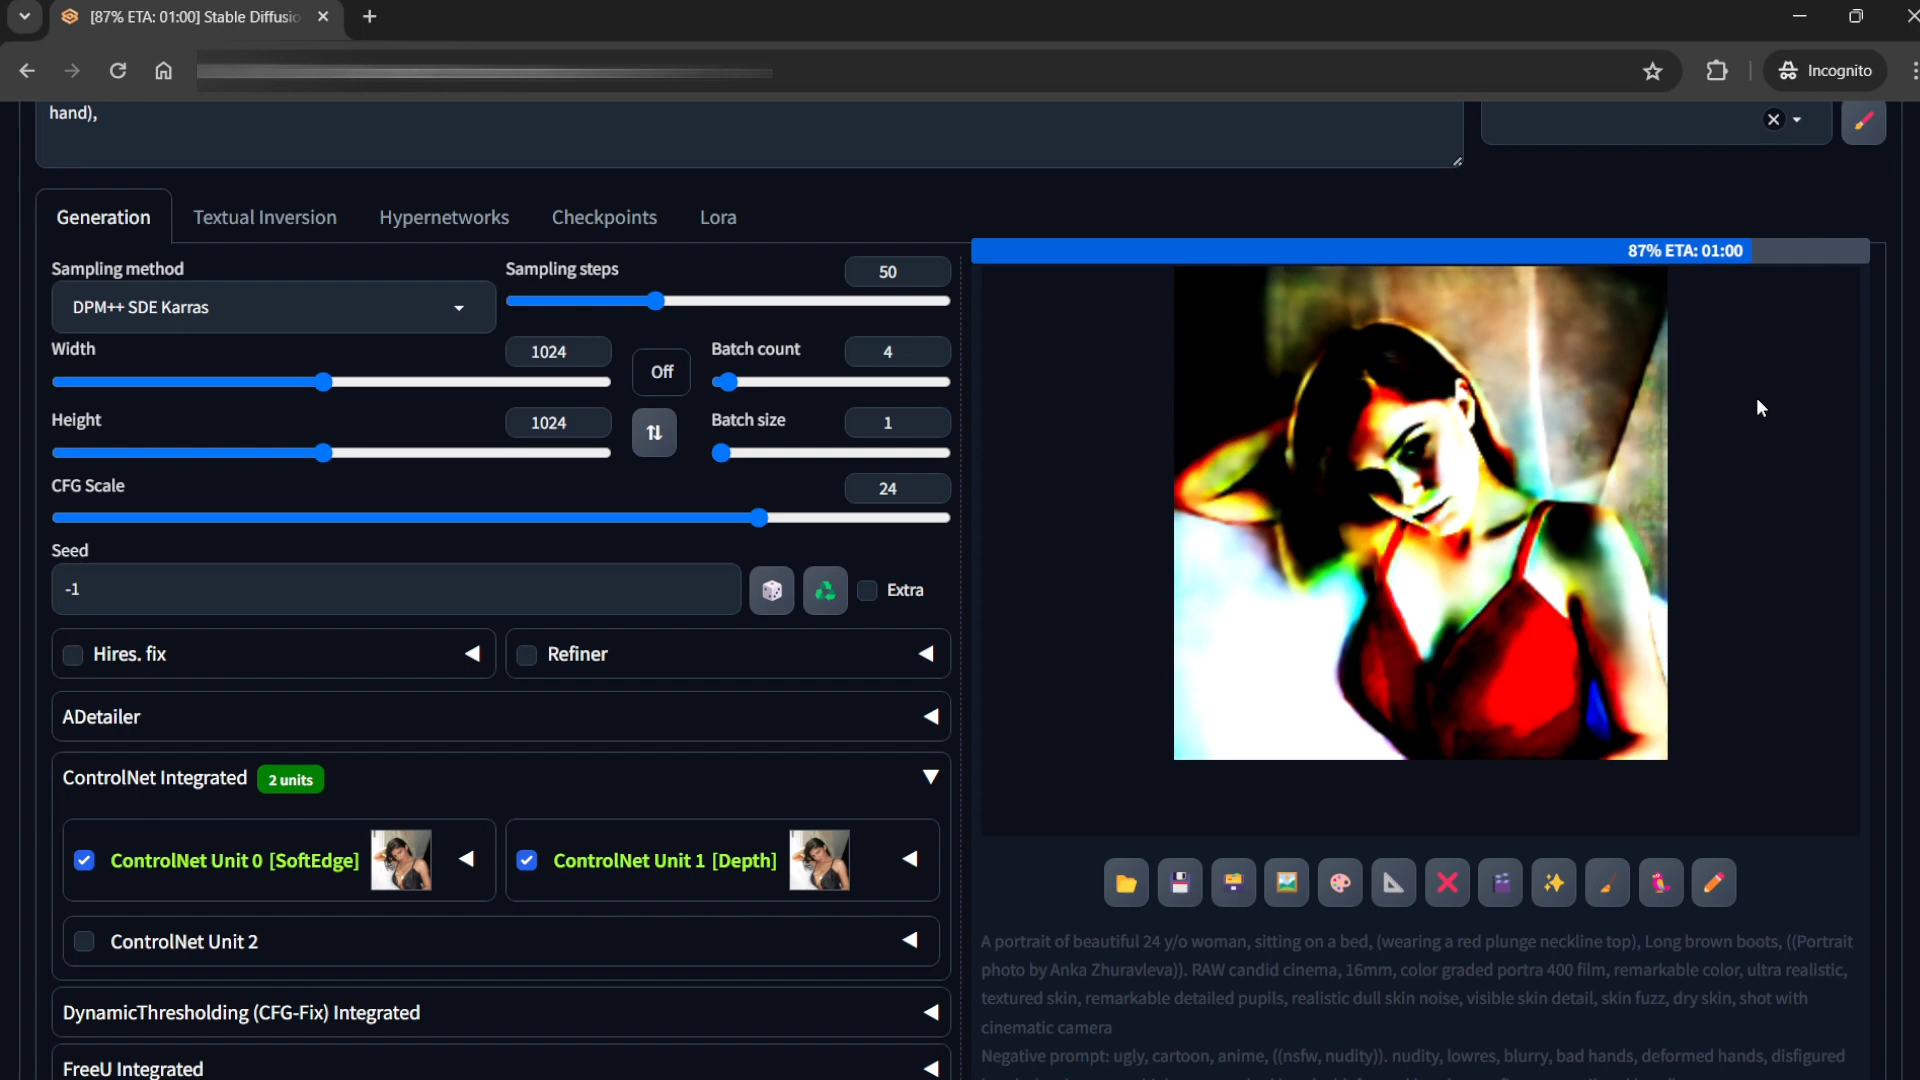 [87% ETA: 01:00] Stable Diffusio
Incognito
hand),
Generation
Textual Inversion
Hypernetworks
Checkpoints
Lora
87% ETA: 01:00
Sampling method
DPM++ SDE Karras
Sampling steps
50
Width
1024
Off
Batch count
4
Height
1024
Batch size
1
CFG Scale
24
Seed
-1
Extra
Hires. fix
Refiner
ADetailer
ControlNet Integrated
2 units
ControlNet Unit 0 [SoftEdge]
ControlNet Unit 1 [Depth]
ControlNet Unit 2
DynamicThresholding (CFG-Fix) Integrated
FreeU Integrated
A portrait of beautiful 24 y/o woman, sitting on a bed, (wearing a red plunge neckline top), Long brown boots, ((Portrait
photo by Anka Zhuravleva)). RAW candid cinema, 16mm, color graded portra 400 film, remarkable color, ultra realistic,
textured skin, remarkable detailed pupils, realistic dull skin noise, visible skin detail, skin fuzz, dry skin, shot with
cinematic camera
Negative prompt: ugly, cartoon, anime, ((nsfw, nudity)). nudity, lowres, blurry, bad hands, deformed hands, disfigured